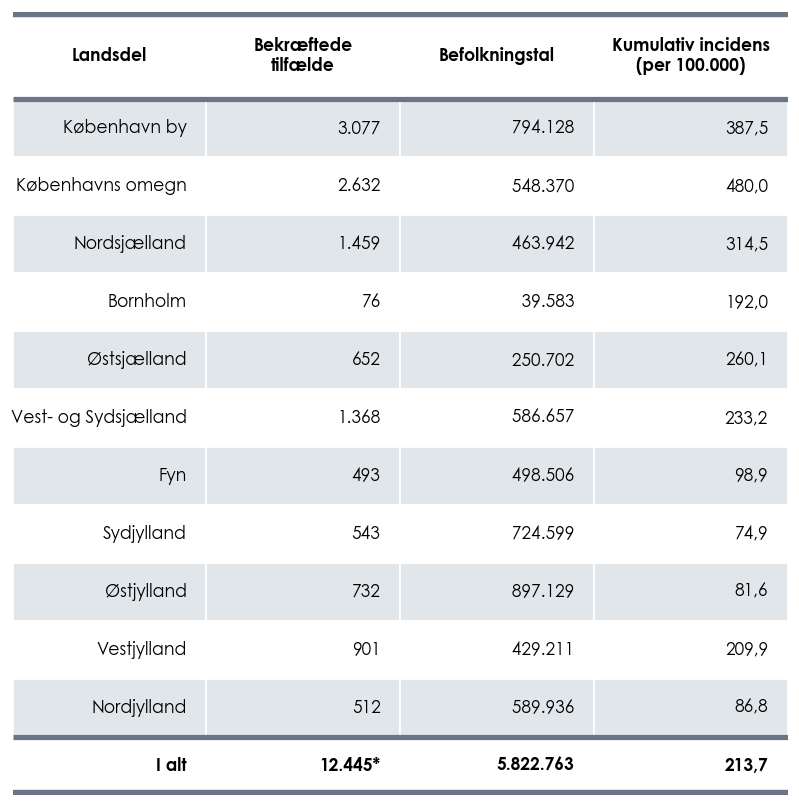 Landsdel Bekræftede tilfælde Befolkningstal Kumulativ incidens (per 100.000)
København by 3.077 794.128 387,5
Københavns omegn 2.632 548.370 480,0
Nordsjælland 1.459 463.942 314,5
Bornholm 76 39.583 192,0
Østsjælland 652 250.702 260,1
Vest- og Sydsjælland 1.368 586.657 233,2
Fyn 493 498.506 98,9
Sydjylland 543 724.599 74,9
Østjylland 732 897.129 81,6
Vestjylland 901 429.211 209,9
Nordjylland 512 589.936 86,8
I alt 12.445* 5.822.763 213,7